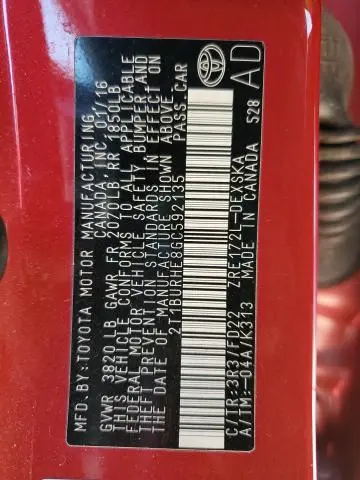 MFD.BY:TOYOTA MOTOR MANUFACTURING
CANADA, INC. 01/16
GVWR 3820LB GAWR FR 2070LB RR 1850LB
THIS VEHICLE CONFORMS TO ALL APPLICABLE
FEDERAL MOTOR VEHICLE SAFETY, BUMPER, AND
THEFT PREVENTION STANDARDS IN EFFECT ON
THE DATE OF MANUFACTURE SHOWN ABOVE.
2T1BURHE8GC592135 PASS.CAR
C/TR:3R3/FD22 ZRE172L-DEXSKA
A/TM:-04A/K313 MADE IN CANADA
528
AD
TOYOTA